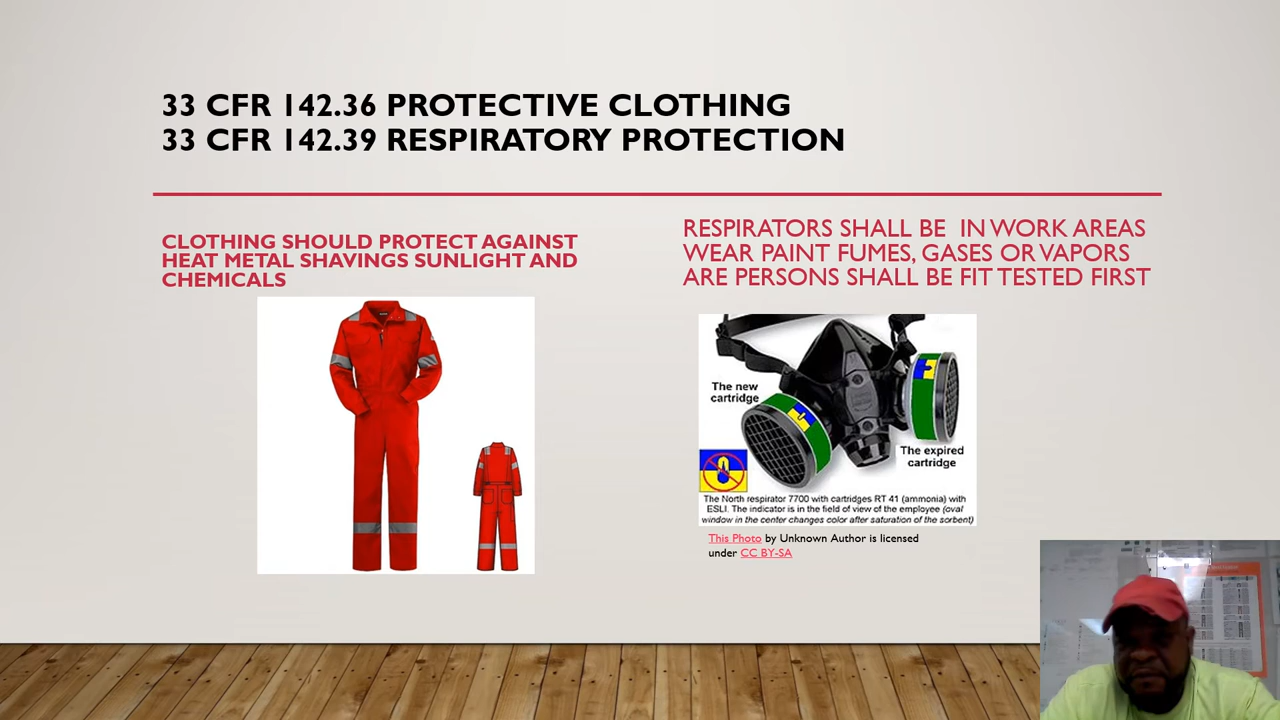 33 CFR 142.36 PROTECTIVE CLOTHING
33 CFR 142.39 RESPIRATORY PROTECTION
CLOTHING SHOULD PROTECT AGAINST
HEAT METAL SHAVINGS SUNLIGHT AND
CHEMICALS
RESPIRATORS SHALL BE IN WORK AREAS
WEAR PAINT FUMES, GASES OR VAPORS
ARE PERSONS SHALL BE FIT TESTED FIRST
The new
cartridge
The expired
cartridge
The North respirator 7700 with cartridges RT 41 (ammonia) with
ESLI. The indicator is in the field of view of the employee (oval
window in the center changes color after saturation of the sorbent)
This Photo by Unknown Author is licensed
under CC BY-SA